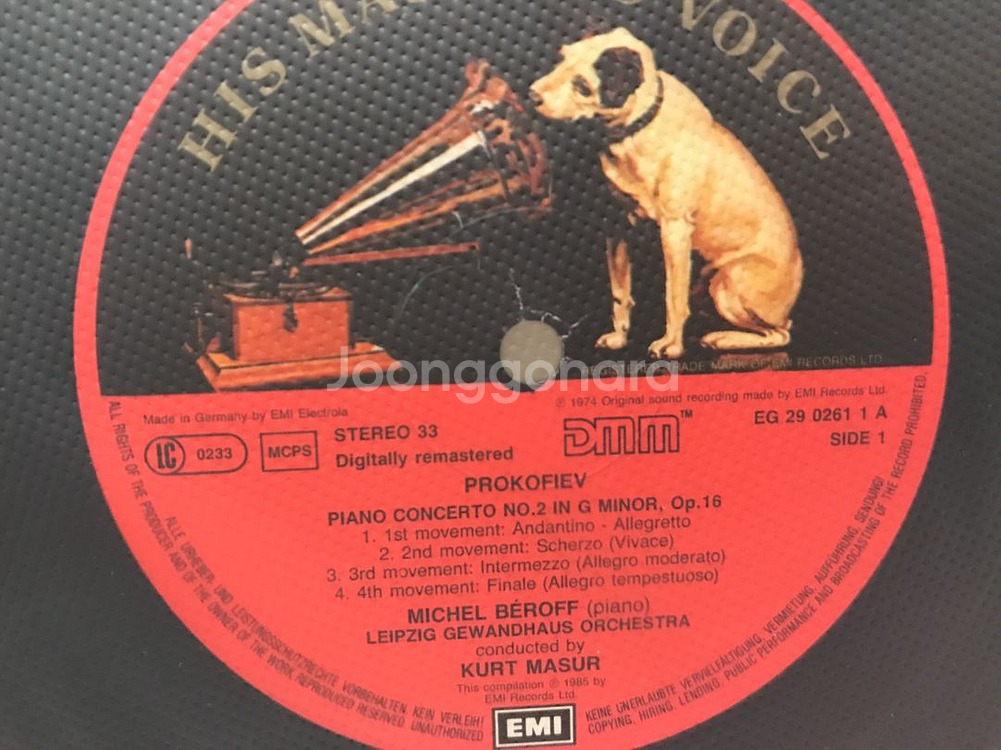 HIS MA VOICE
REGISTERED TRADE MARK OF EMI RECORDS LTD
Joonggonara
Made in Germany by EMI Electrola
℗ 1974 Original sound recording made by EMI Records Ltd.
LC 0233
MCPS
STEREO 33
Digitally remastered
DMM™
EG 29 0261 1 A
SIDE 1
PROKOFIEV
PIANO CONCERTO NO.2 IN G MINOR, Op.16
1. 1st movement: Andantino - Allegretto
2. 2nd movement: Scherzo (Vivace)
3. 3rd movement: Intermezzo (Allegro moderato)
4. 4th movement: Finale (Allegro tempestuoso)
MICHEL BÉROFF (piano)
LEIPZIG GEWANDHAUS ORCHESTRA
conducted by
KURT MASUR
This compilation ℗ 1985 by
EMI Records Ltd.
EMI
ALLE URHEBER- UND LEISTUNGSSCHUTZRECHTE VORBEHALTEN. KEIN VERLEIH!
KEINE UNERLAUBTE VERVIELFÄLTIGUNG, VERMIETUNG, AUFFÜHRUNG, SENDUNG!
ALL RIGHTS OF THE PRODUCER AND OF THE OWNER OF THE WORK REPRODUCED RESERVED UNAUTHORIZED
COPYING, HIRING, LENDING, PUBLIC PERFORMANCE AND BROADCASTING OF THE RECORD PROHIBITED.